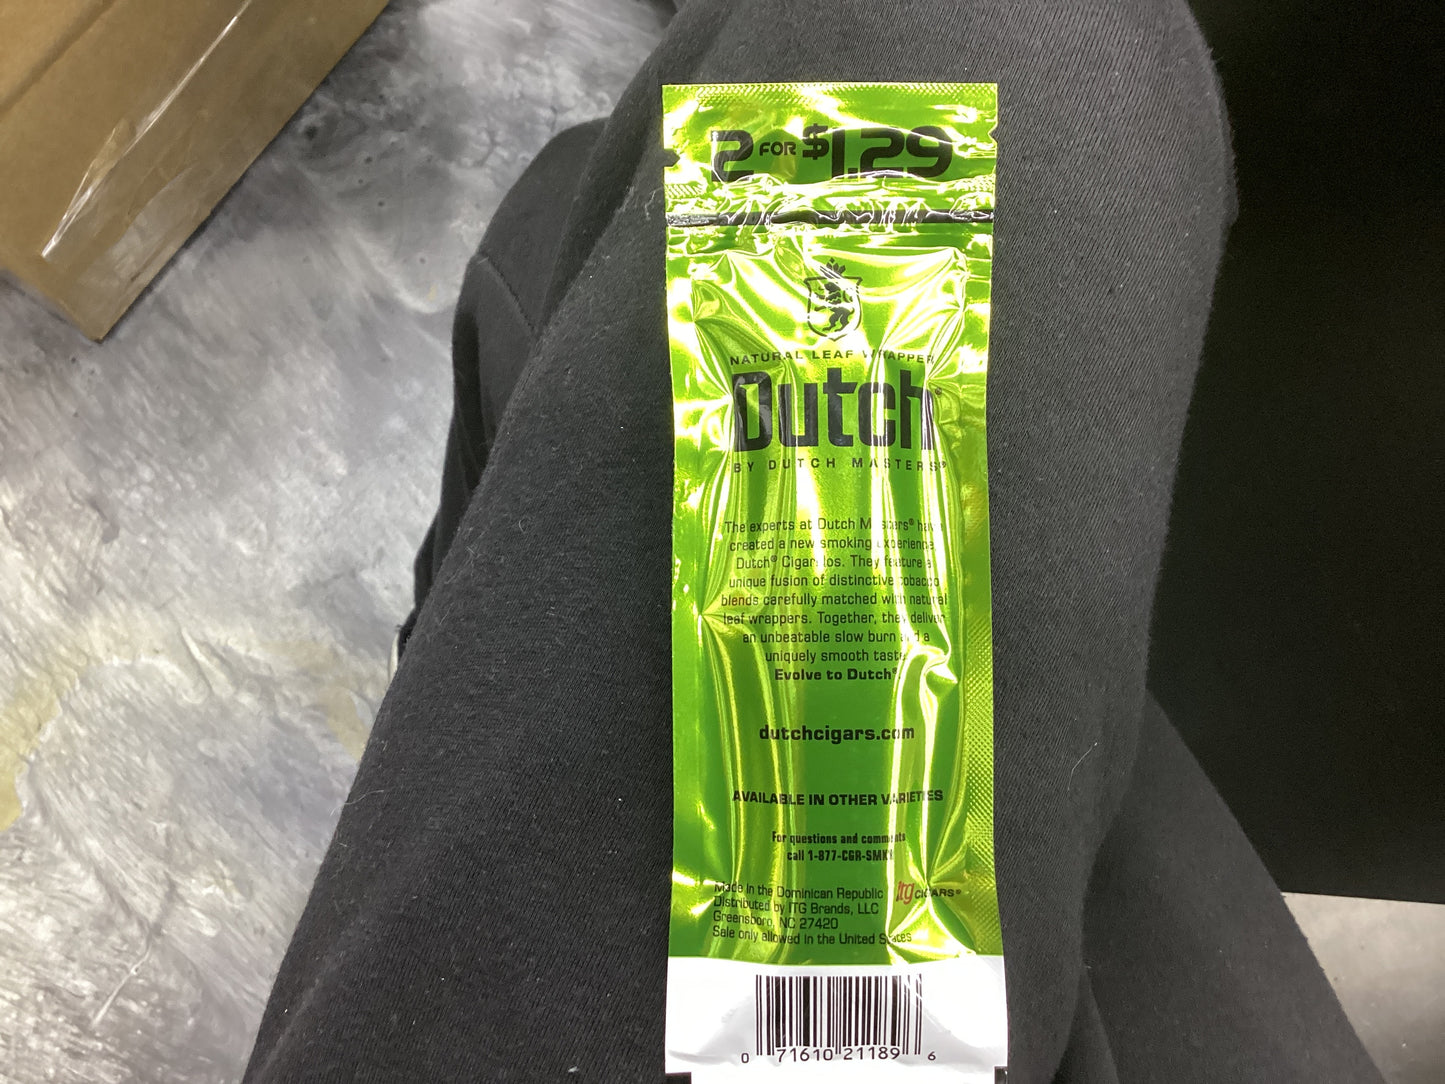 2 FOR $1.29
NATURAL LEAF WRAPPER
Dutch®
BY DUTCH MASTERS®
The experts at Dutch Masters® have
created a new smoking experience,
Dutch® Cigarillos. They feature a
unique fusion of distinctive tobacco
blends carefully matched with natural
leaf wrappers. Together, they deliver
an unbeatable slow burn and a
uniquely smooth taste.
Evolve to Dutch®.
dutchcigars.com
AVAILABLE IN OTHER VARIETIES
For questions and comments
call 1-877-CGR-SMKR
Made in the Dominican Republic
Distributed by ITG Brands, LLC
Greensboro, NC 27420
Sale only allowed in the United States
itg CIGARS®
0 71610 21189 6